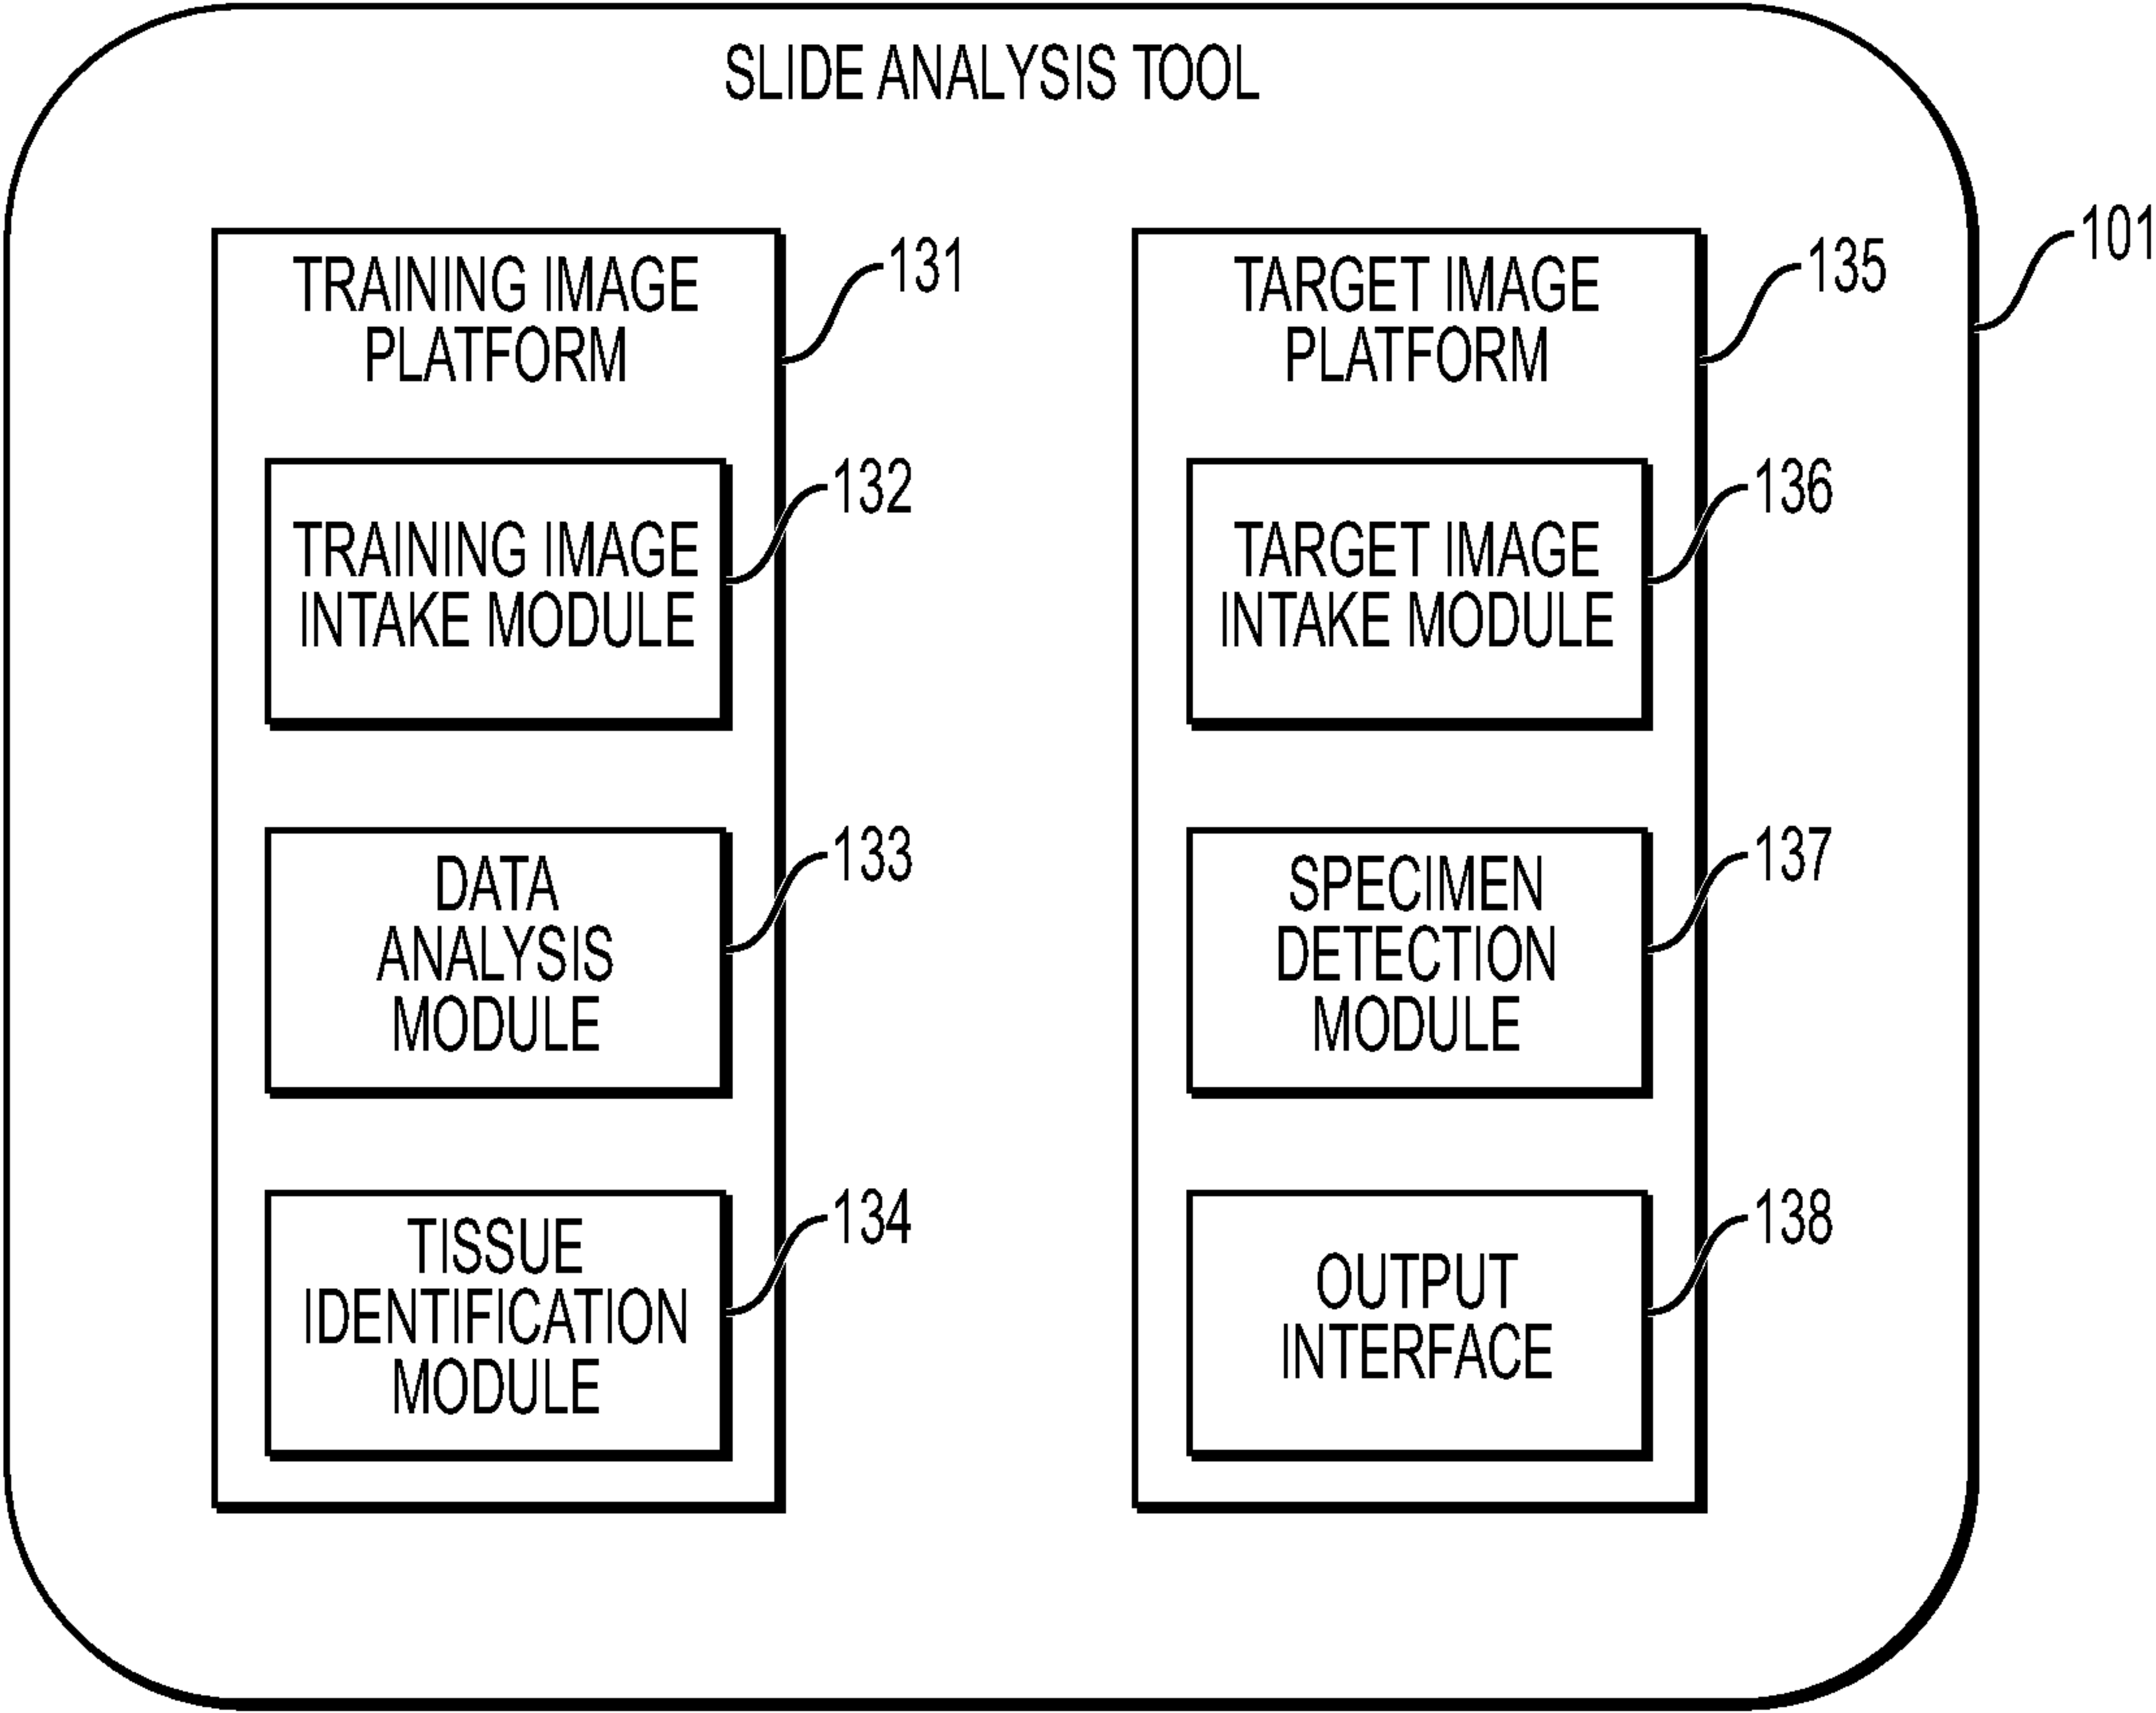 SLIDE ANALYSIS TOOL
101
TRAINING IMAGE
PLATFORM
131
TRAINING IMAGE
INTAKE MODULE
132
DATA
ANALYSIS
MODULE
133
TISSUE
IDENTIFICATION
MODULE
134
TARGET IMAGE
PLATFORM
135
TARGET IMAGE
INTAKE MODULE
136
SPECIMEN
DETECTION
MODULE
137
OUTPUT
INTERFACE
138